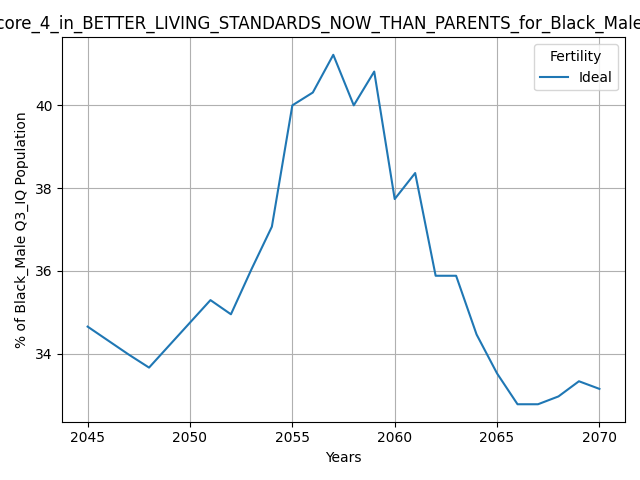 core_4_in_BETTER_LIVING_STANDARDS_NOW_THAN_PARENTS_for_Black_Male
Fertility
Ideal
% of Black_Male Q3_IQ Population
40
38
36
34
2045
2050
2055
2060
2065
2070
Years